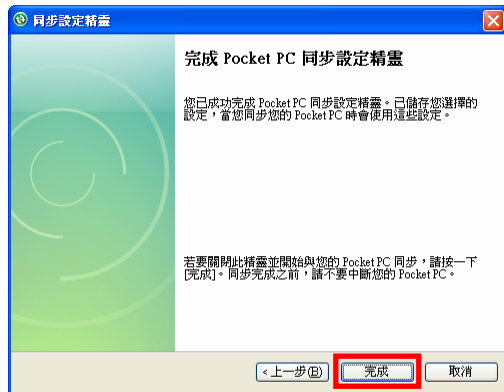 同步設定精靈
完成 Pocket PC 同步設定精靈
您已成功完成 Pocket PC 同步設定精靈。已儲存您選擇的
設定，當您同步您的 Pocket PC 時會使用這些設定。
若要關閉此精靈並開始與您的 Pocket PC 同步，請按一下
[完成]。同步完成之前，請不要中斷您的 Pocket PC。
<上一步(B)
完成
取消